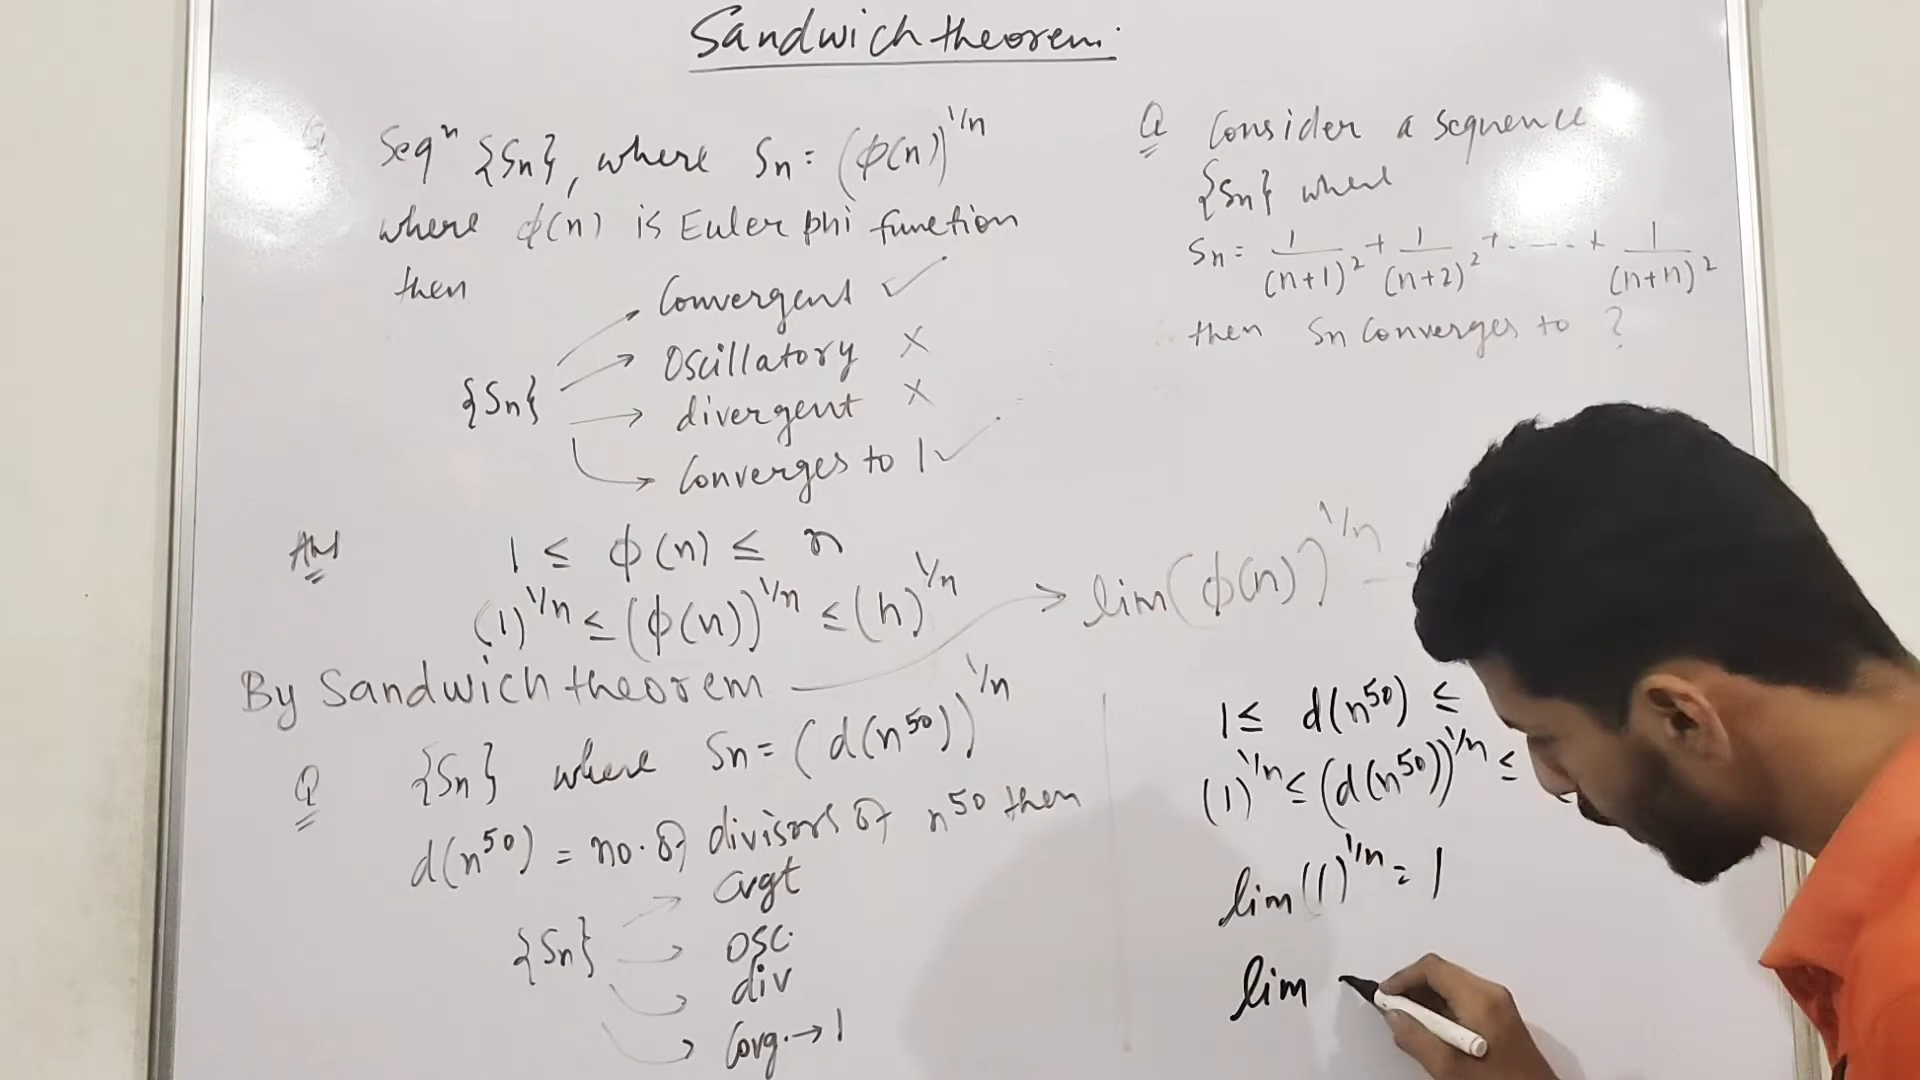 Sandwich theorem.
Seqⁿ {Sn}, where Sn = (ϕ(n))^1/n
where ϕ(n) is Euler phi function
then
Convergent ✓
Oscillatory ×
{Sn}
divergent ×
Converges to 1 ✓
Ans
1 ≤ ϕ(n) ≤ n
(1)^1/n ≤ (ϕ(n))^1/n ≤ (n)^1/n
By Sandwich theorem → lim (ϕ(n))^1/n
Q {Sn} where Sn = (d(n^50))^1/n
d(n^50) = no. of divisors of n^50 then
cvgt
{Sn}
osc.
div
Covg. → 1
Q Consider a sequence
{Sn} where
Sn = 1/(n+1)^2 + 1/(n+2)^2 + ---- + 1/(n+n)^2
then Sn Converges to ?
1 ≤ d(n^50) ≤
(1)^1/n ≤ (d(n^50))^1/n ≤
lim (1)^1/n = 1
lim